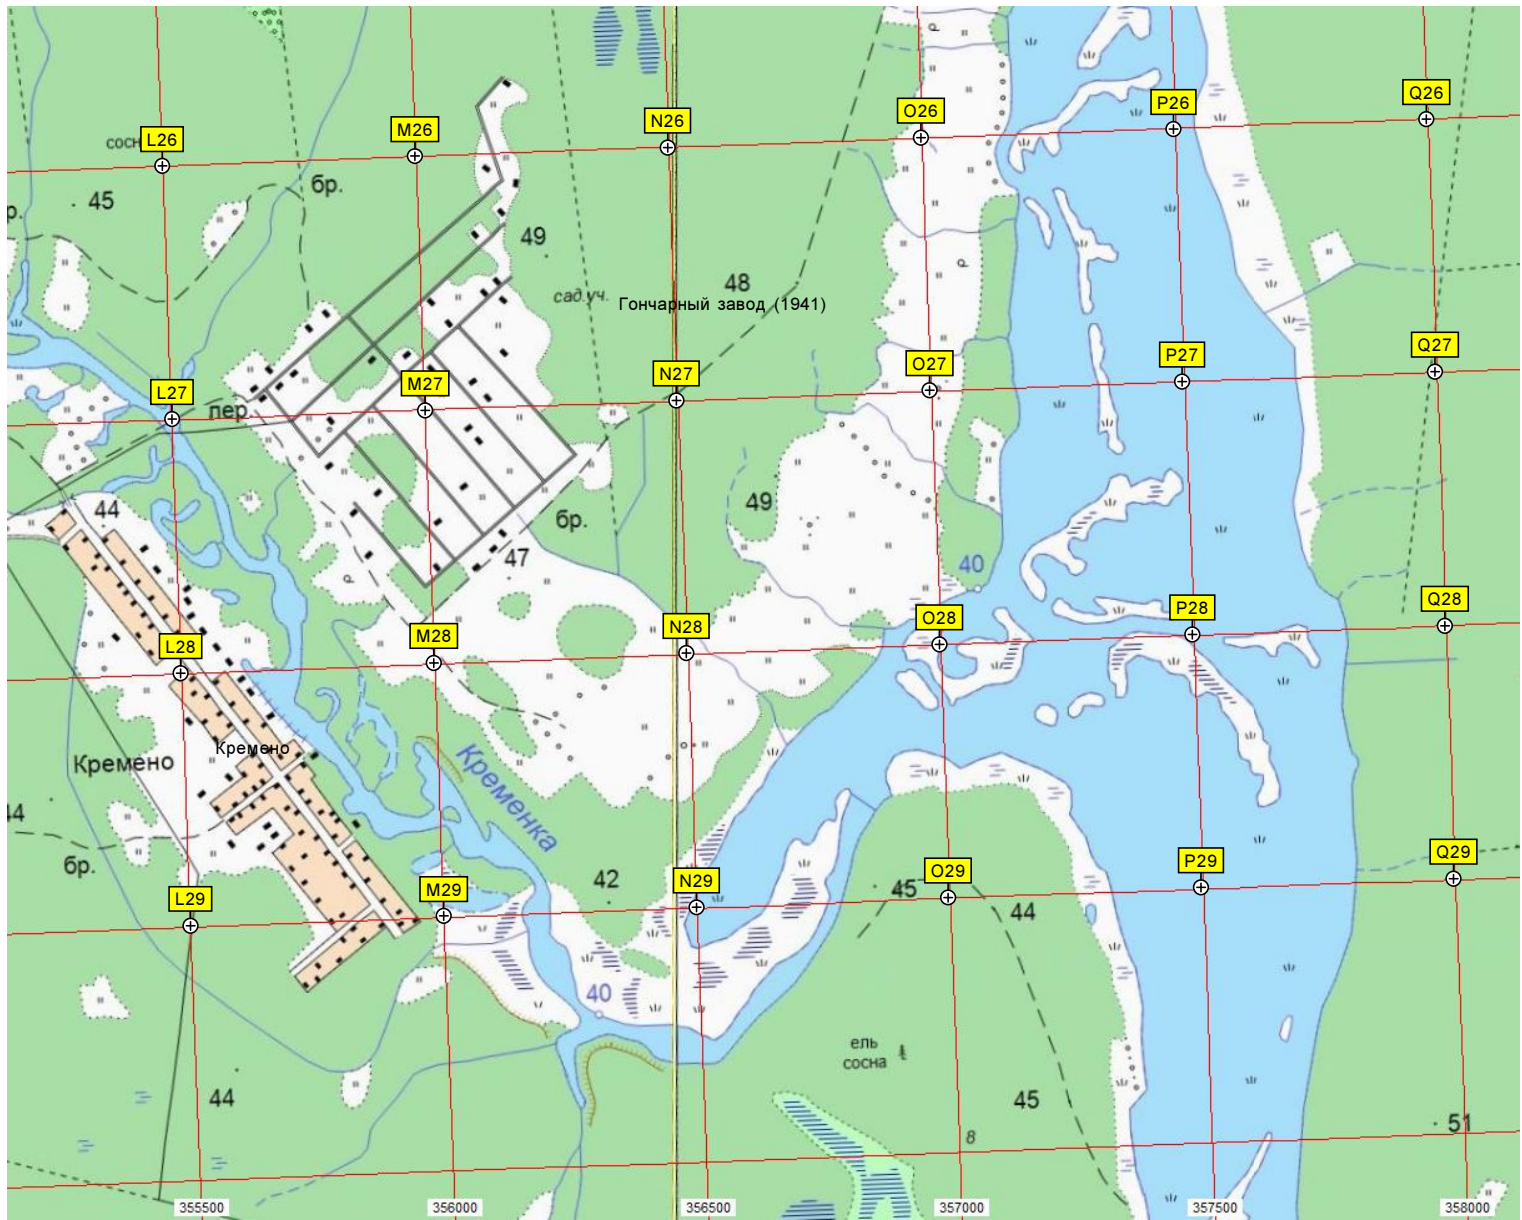 Q26
P26
O26
N26
M26
L26
сосн
бр.
45
р.
49
48
сад.уч.
Гончарный завод (1941)
Q27
P27
O27
N27
M27
L27
пер.
44
49
бр.
47
40
Q28
P28
O28
N28
M28
L28
Кремено
Кремено
Кременка
44
бр.
42
Q29
P29
O29
N29
M29
L29
45
44
40
ель
сосна
44
45
51
8
355500
356000
356500
357000
357500
358000